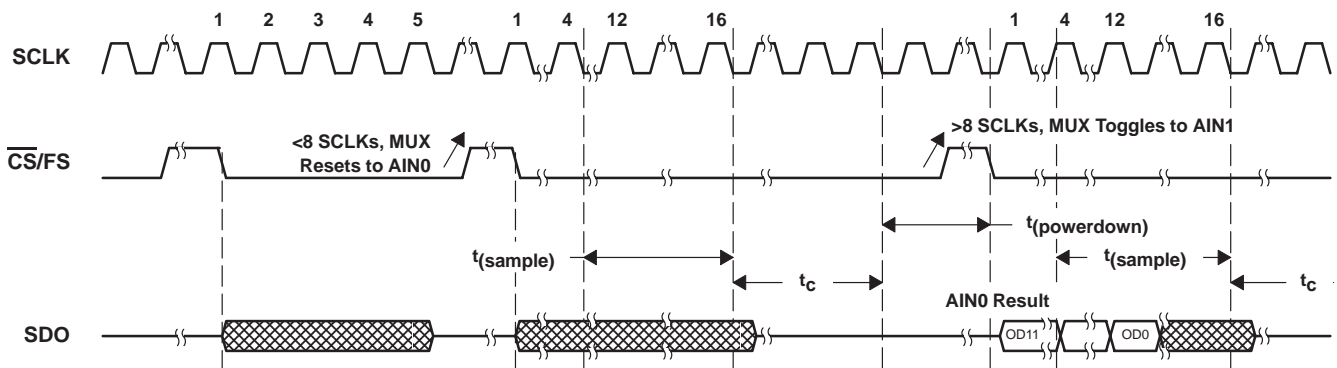 1 2 3 4 5 1 4 12 16 1 4 12 16
SCLK
<8 SCLKs, MUX
Resets to AIN0
>8 SCLKs, MUX Toggles to AIN1
CS/FS
t(powerdown)
t(sample)
t(sample)
tc
tc
AIN0 Result
SDO
OD11
OD0